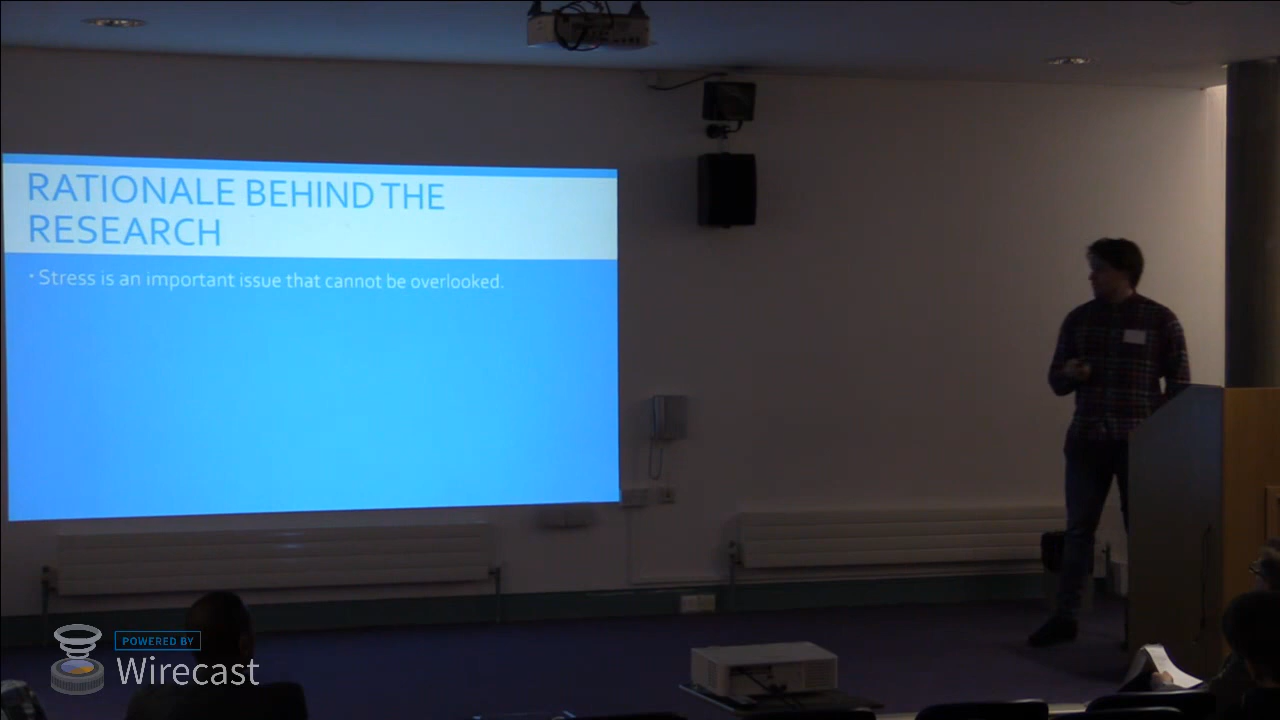 RATIONALE BEHIND THE
RESEARCH
· Stress is an important issue that cannot be overlooked.
POWERED BY
Wirecast